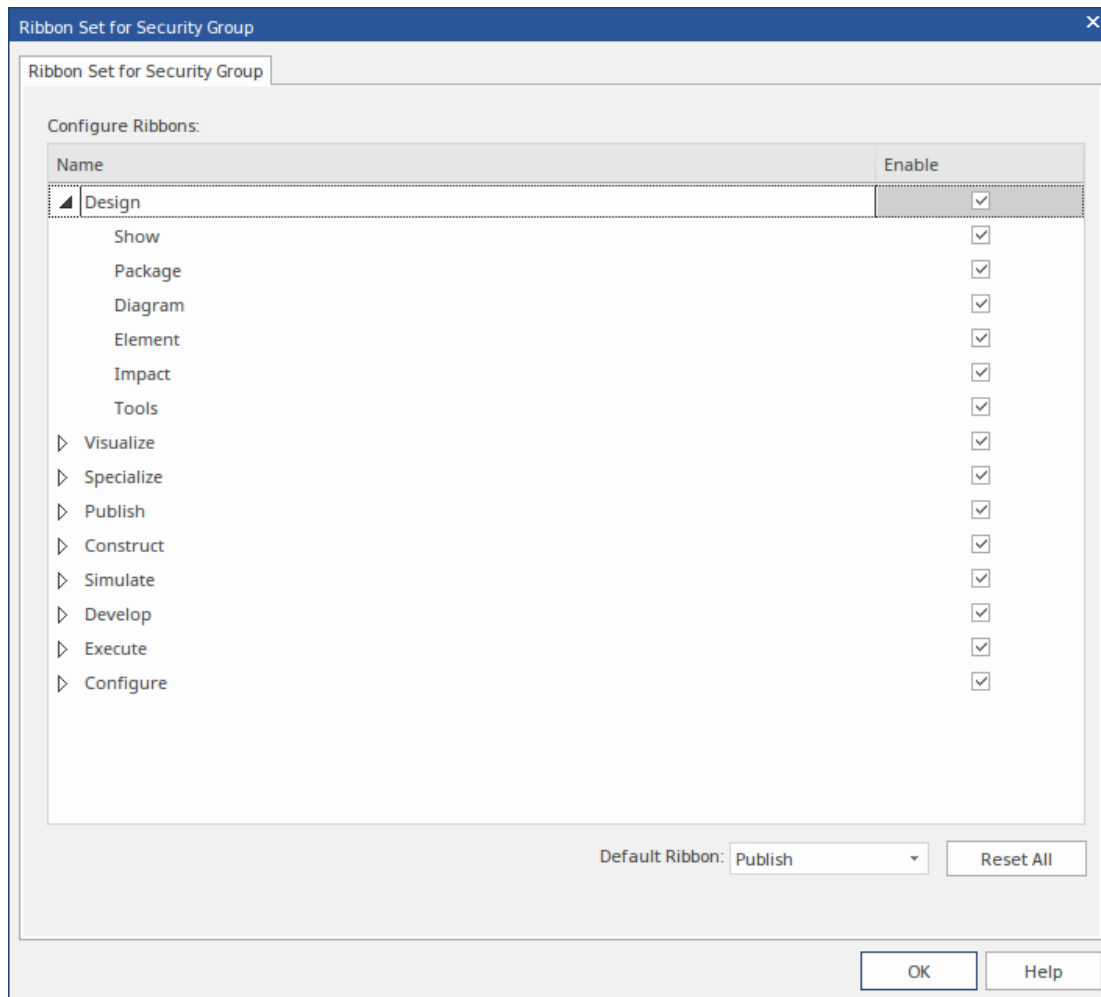 Ribbon Set for Security Group
Ribbon Set for Security Group
Configure Ribbons:
Name Enable
Design
Show
Package
Diagram
Element
Impact
Tools
Visualize
Specialize
Publish
Construct
Simulate
Develop
Execute
Configure
Default Ribbon: Publish Reset All
OK Help